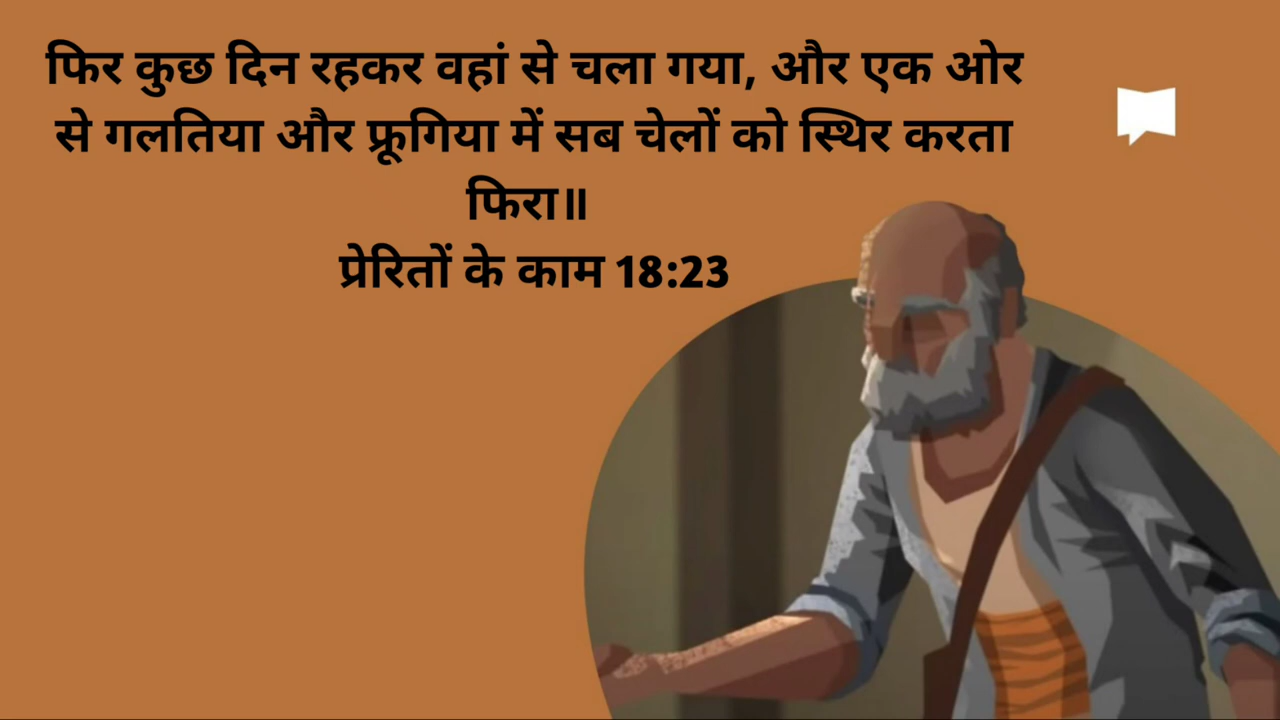 फिर कुछ दिन रहकर वहां से चला गया, और एक ओर
से गलतिया और फ्रूगिया में सब चेलों को स्थिर करता
फिरा॥
प्रेरितों के काम 18:23